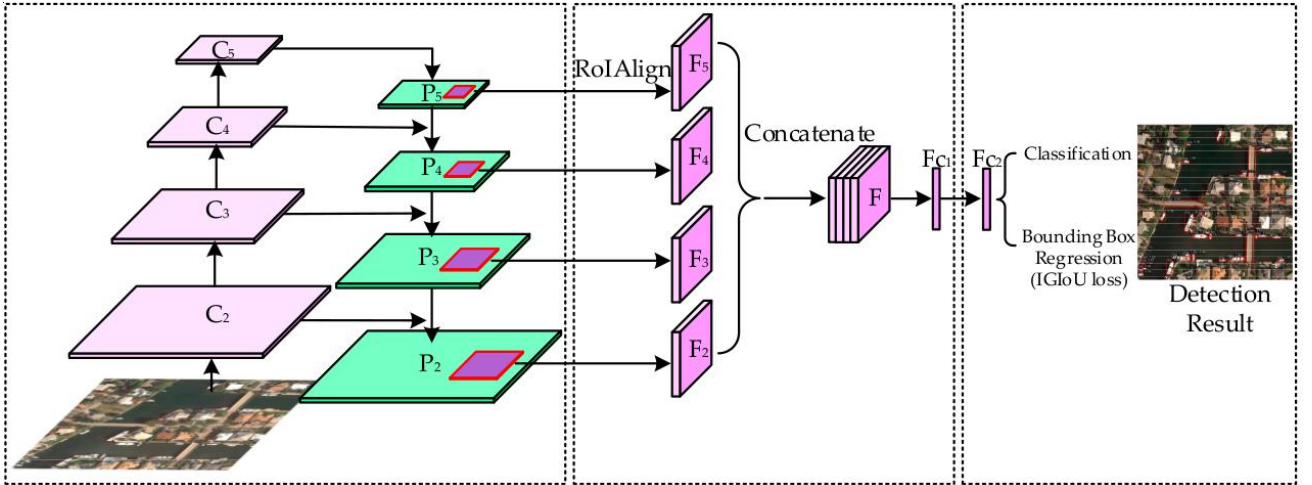 C5
C4
C3
C2
P5
P4
P3
P2
RoIAlign
F5
F4
F3
F2
Concatenate
F
Fc1
Fc2
Classification
Bounding Box
Regression
(IGIoU loss)
Detection
Result